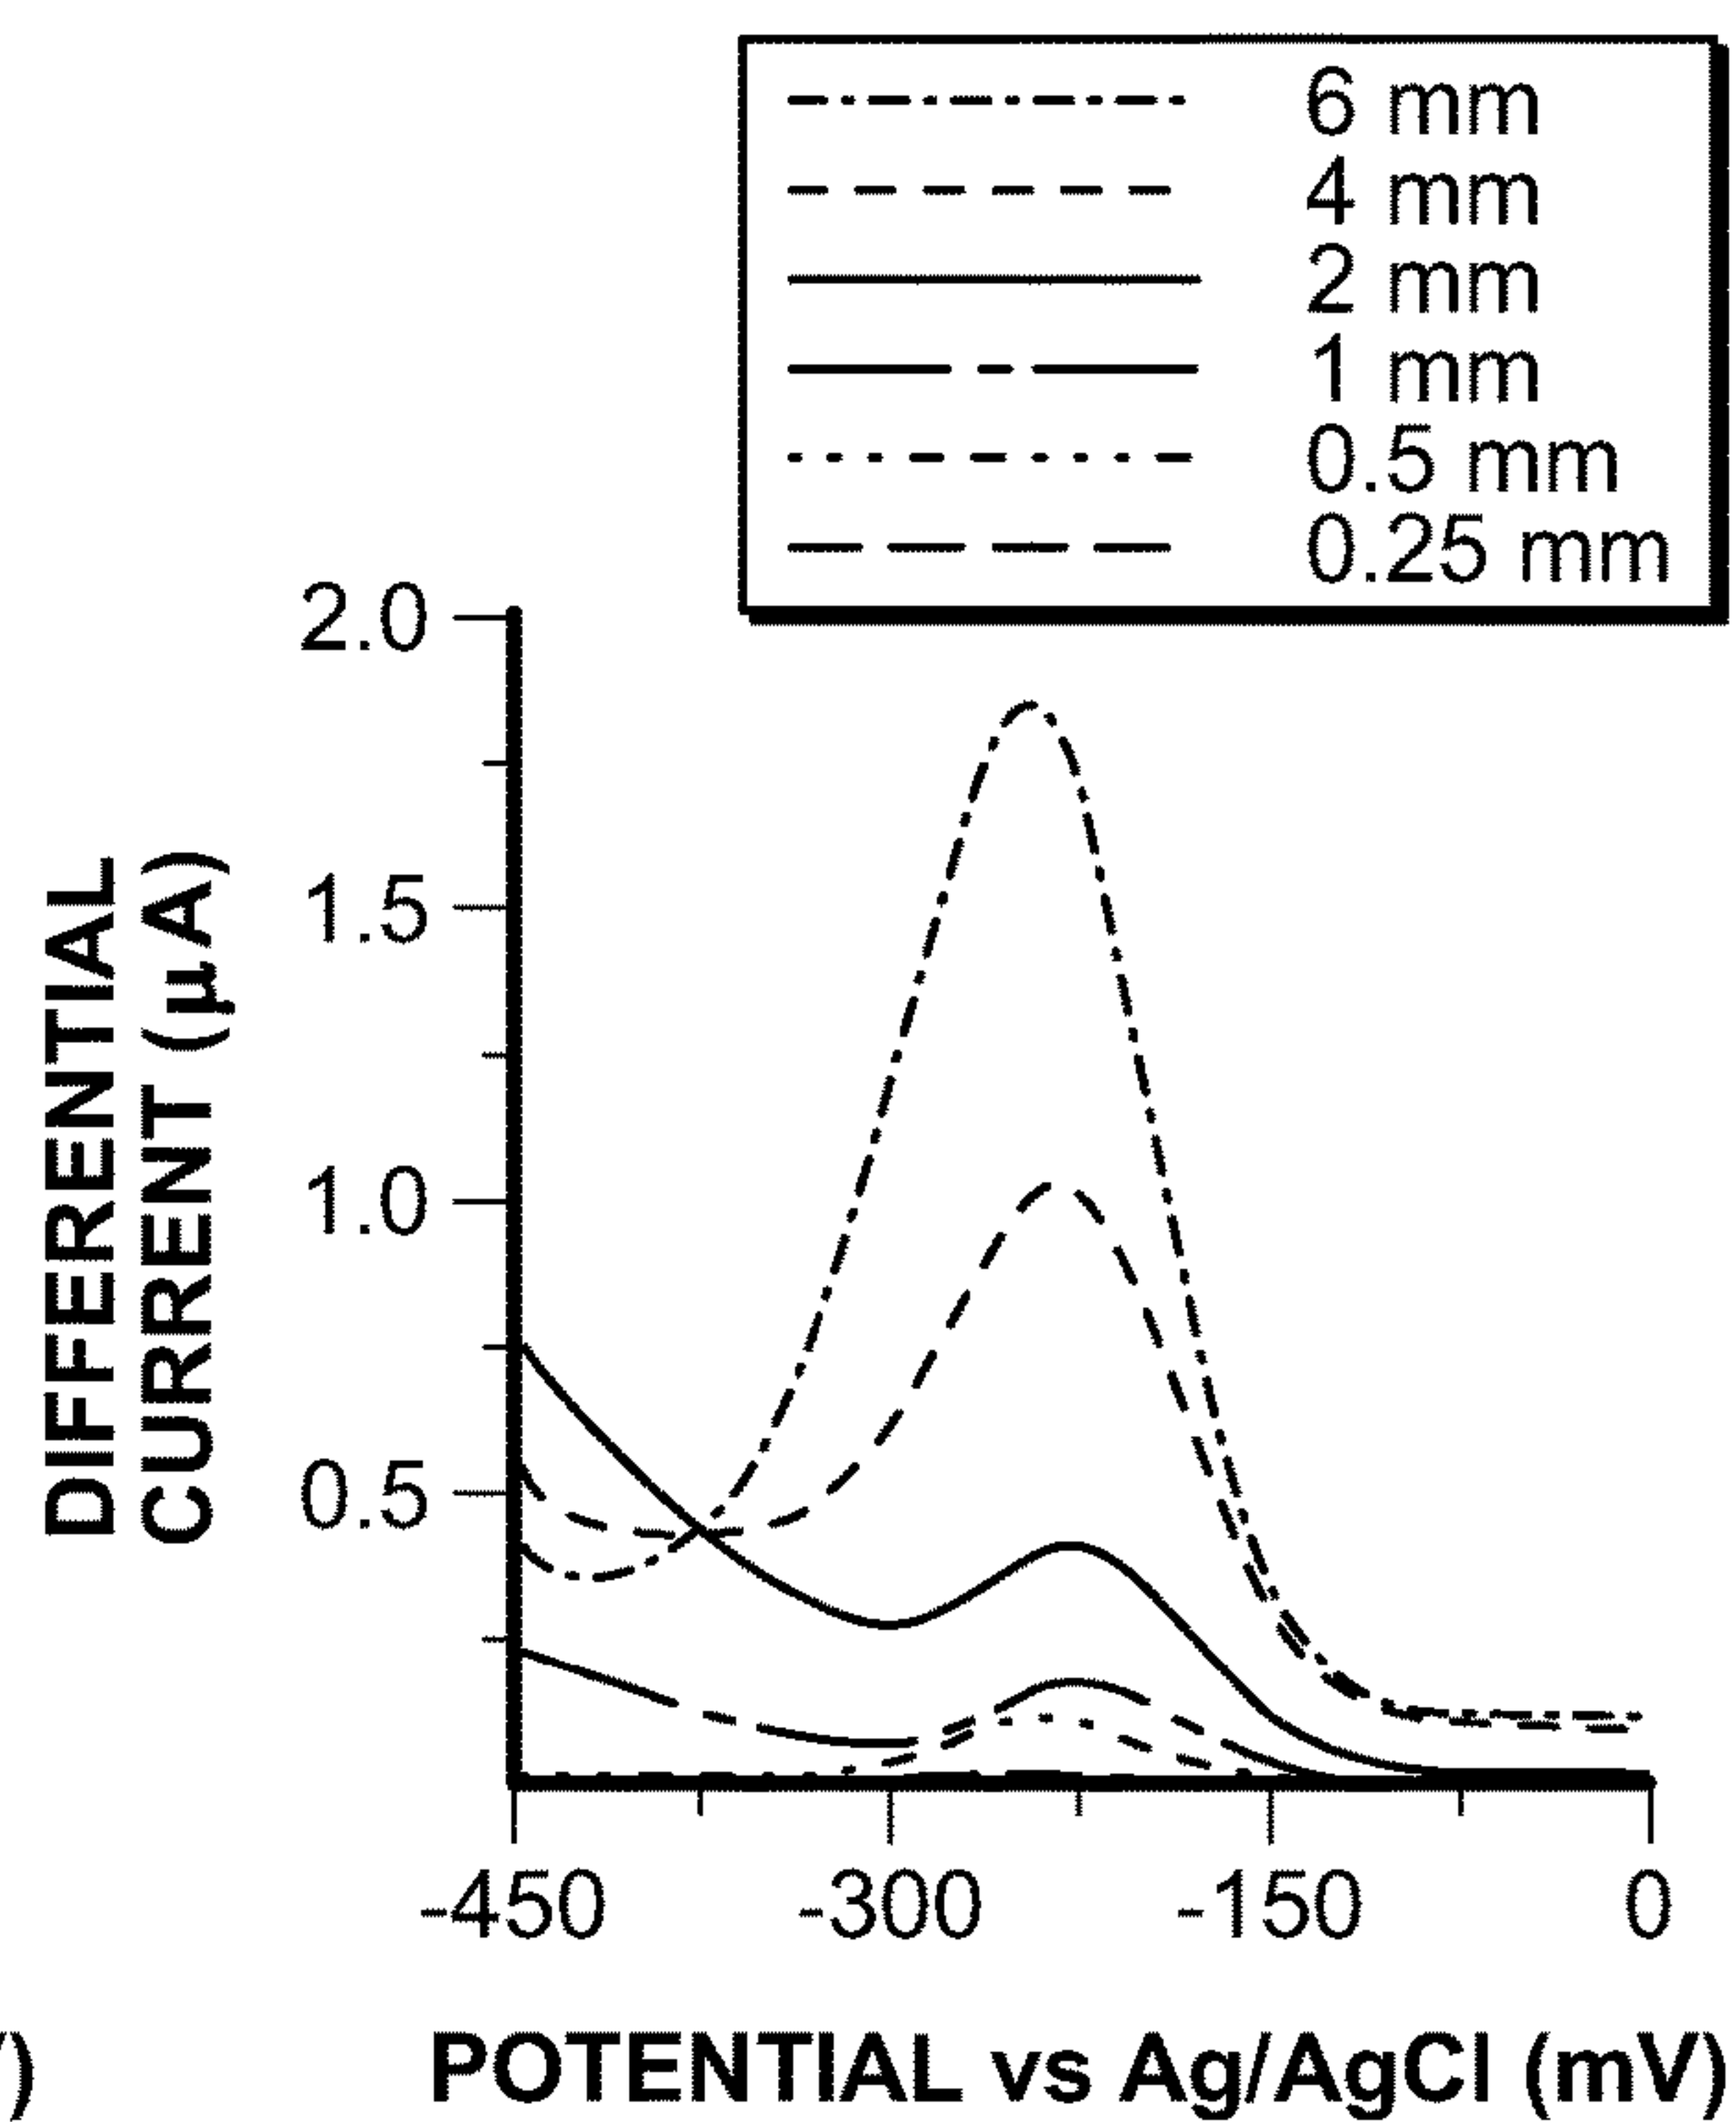 6 mm
4 mm
2 mm
1 mm
0.5 mm
0.25 mm
2.0
1.5
1.0
0.5
DIFFERENTIAL
CURRENT (µA)
-450
-300
-150
0
)
POTENTIAL vs Ag/AgCl (mV)